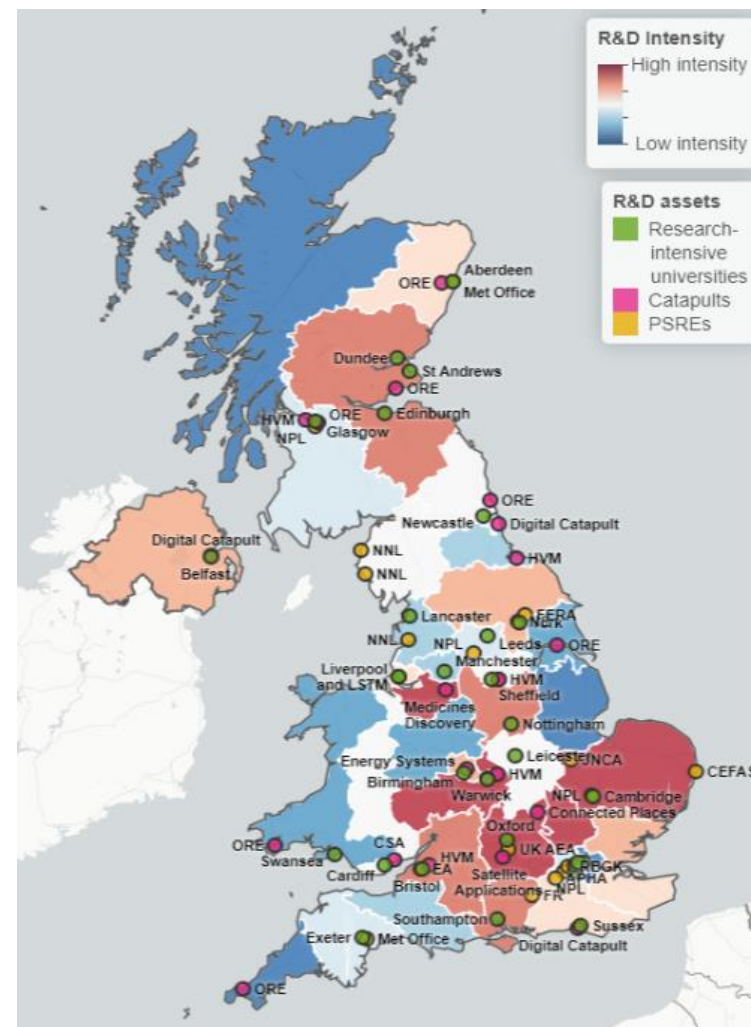 R&D Intensity
High intensity
Low intensity
R&D assets
Research-
intensive
universities
Catapults
PSREs
ORE
Aberdeen
Met Office
Dundee
St Andrews
ORE
HVM
ORE
Edinburgh
NPL
Glasgow
ORE
Newcastle
Digital Catapult
Digital Catapult
Belfast
NNL
HVM
NNL
Lancaster
FERA
NNL
NPL
Leeds
ORE
Liverpool
and LSTM
Manchester
HVM
Sheffield
Medicines
Discovery
Nottingham
Energy Systems
Leicester
JNCA
CEFAS
Birmingham
HVM
Warwick
NPL
Cambridge
Connected Places
Oxford
ORE
CSA
UKAEA
Swansea
HVM
RBGK
Cardiff
EA
Satellite
APHA
Bristol
Applications
NPL
FR
Southampton
Sussex
Exeter
Met Office
Digital Catapult
ORE